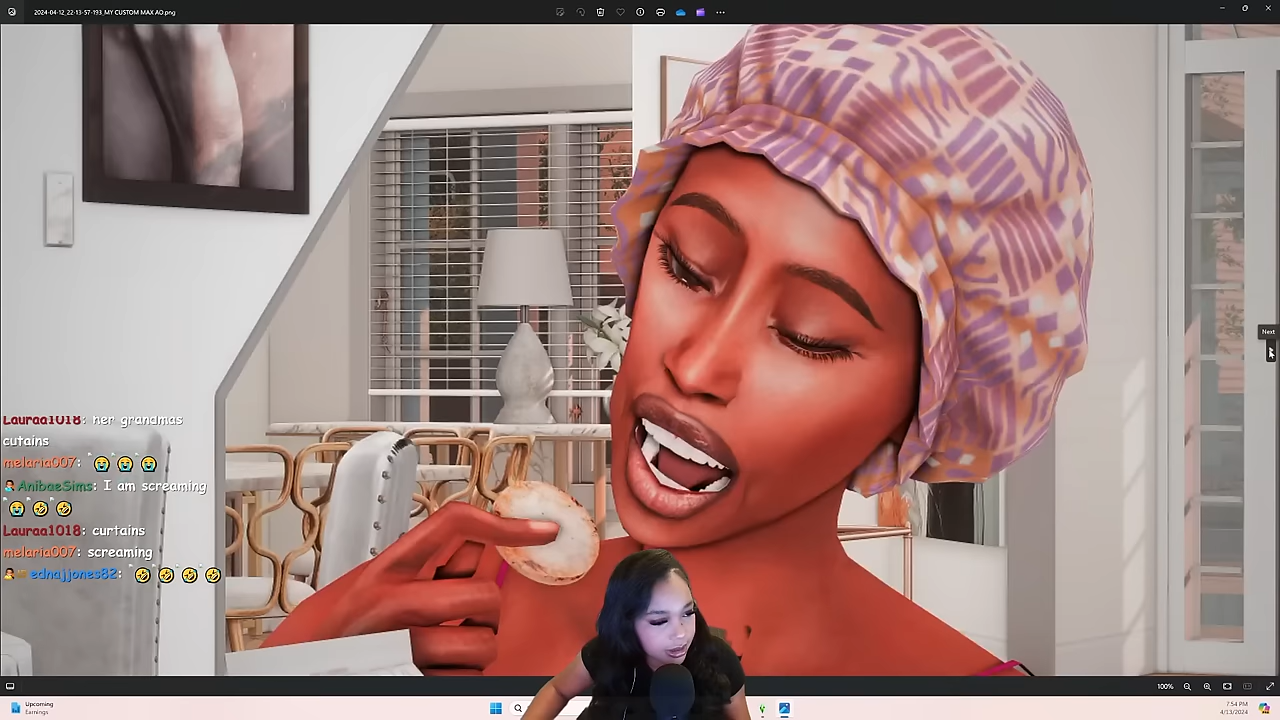 2024-04-12_22-13-57-193_MY CUSTOM MAX AO.png
Next
Lauraa1018: her grandmas
cutains
melaria007: 😭 😭 😭
AnibaeSims: I am screaming
😭 🤣 🤣
Lauraa1018: curtains
melaria007: screaming
ednajjones82: 🤣 🤣 🤣 🤣
100%
Upcoming
Earnings
7:54 PM
4/13/2024